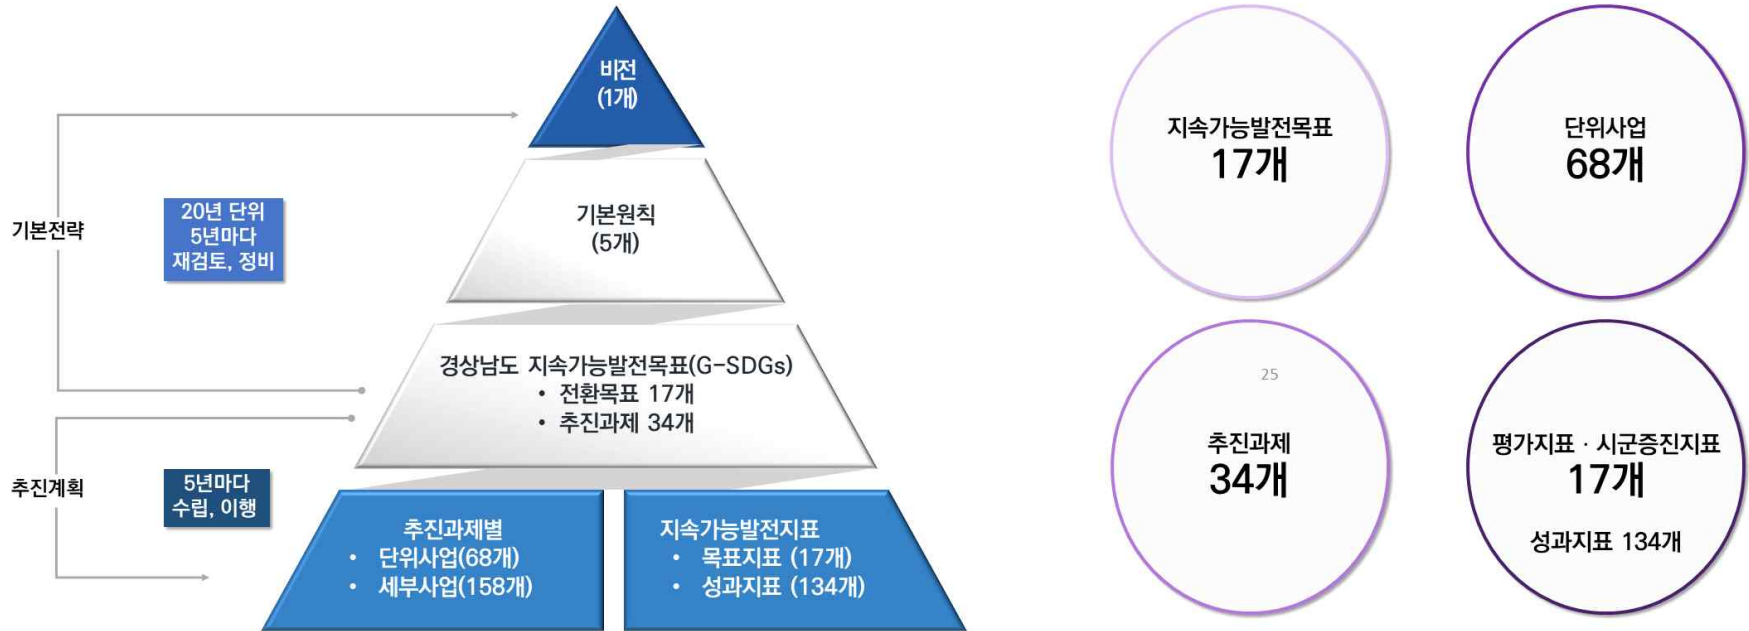 비전
(1개)
기본원칙
(5개)
기본전략
20년 단위
5년마다
재검토, 정비
경상남도 지속가능발전목표(G-SDGs)
• 전환목표 17개
• 추진과제 34개
추진계획
5년마다
수립, 이행
추진과제별
• 단위사업(68개)
• 세부사업(158개)
지속가능발전지표
• 목표지표 (17개)
• 성과지표 (134개)
지속가능발전목표
17개
단위사업
68개
25
추진과제
34개
평가지표 · 시군증진지표
17개
성과지표 134개